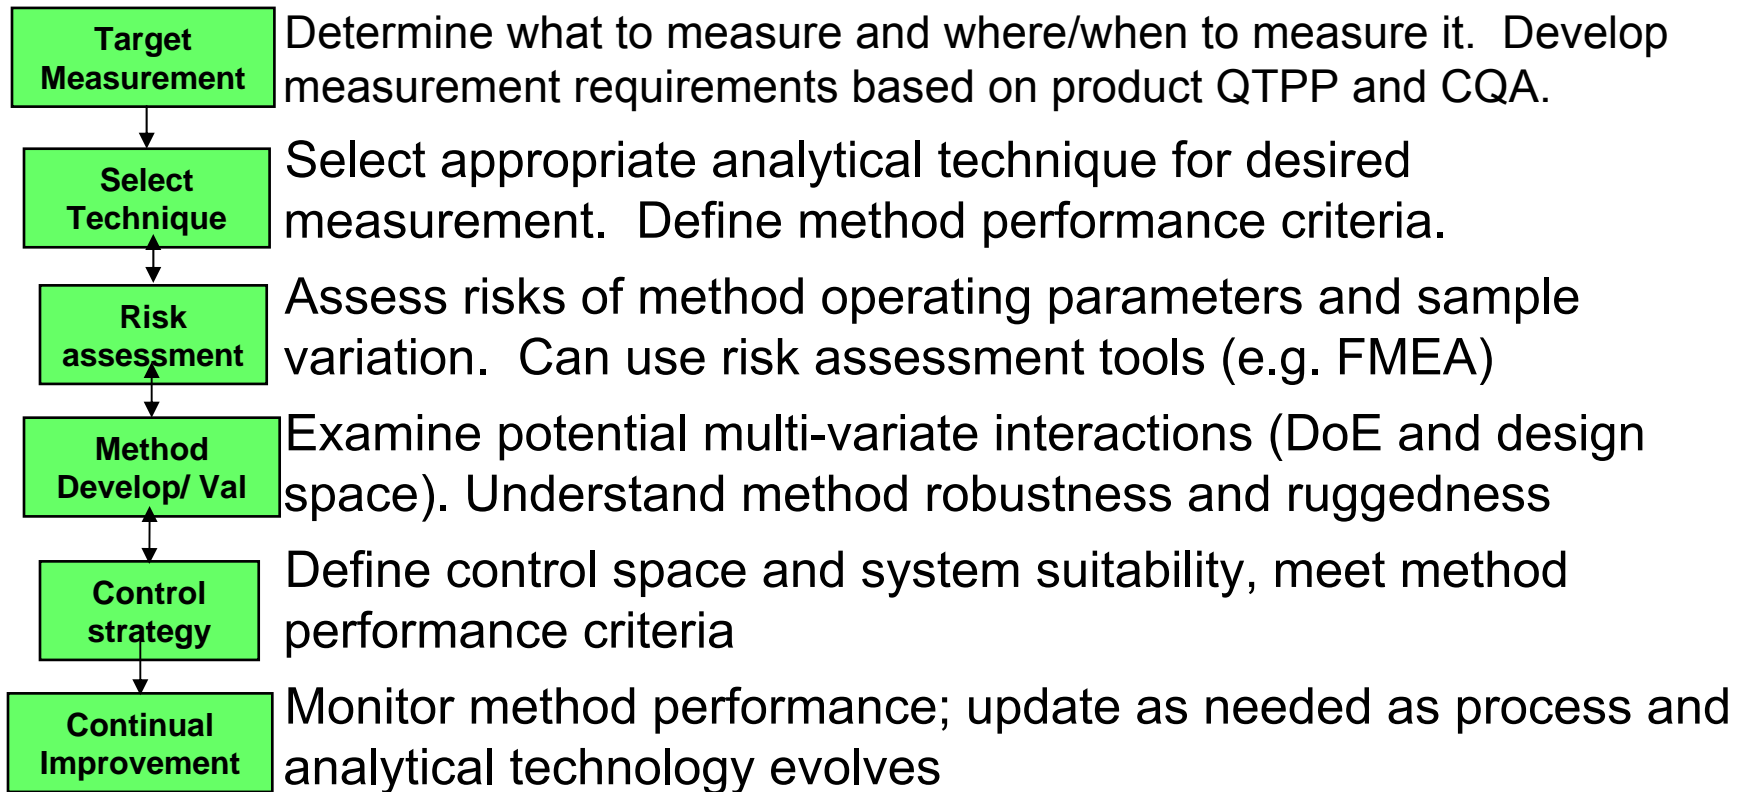 Target
Measurement
Determine what to measure and where/when to measure it.  Develop
measurement requirements based on product QTPP and CQA.
Select
Technique
Select appropriate analytical technique for desired
measurement.  Define method performance criteria.
Risk
assessment
Assess risks of method operating parameters and sample
variation.  Can use risk assessment tools (e.g. FMEA)
Method
Develop/ Val
Examine potential multi-variate interactions (DoE and design
space). Understand method robustness and ruggedness
Control
strategy
Define control space and system suitability, meet method
performance criteria
Continual
Improvement
Monitor method performance; update as needed as process and
analytical technology evolves